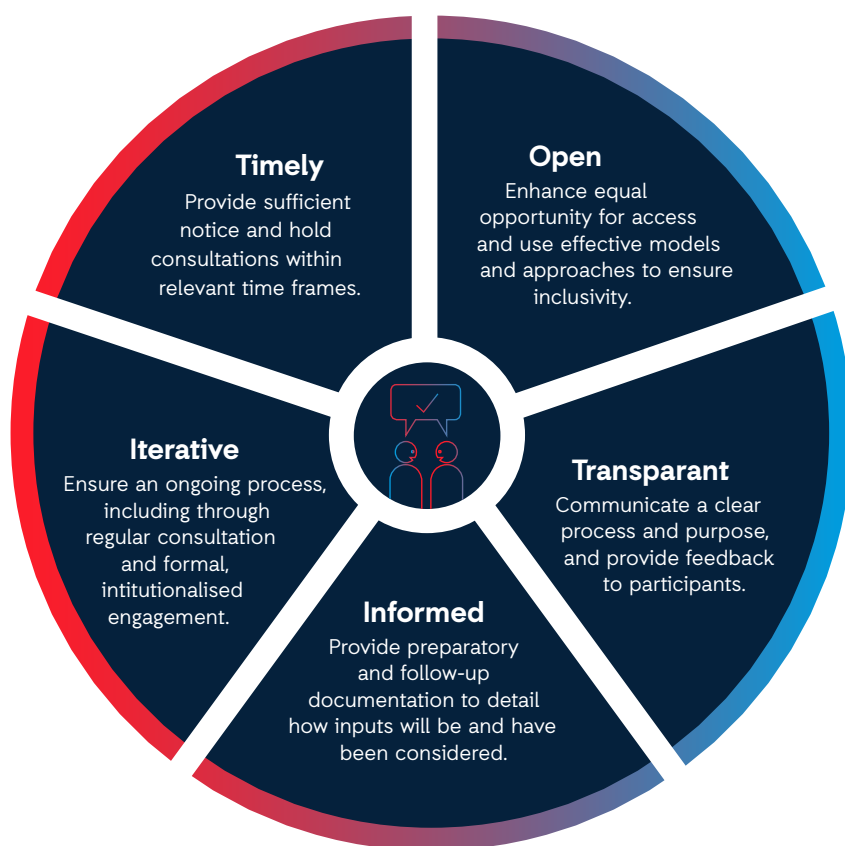 Timely
Provide sufficient
notice and hold
consultations within
relevant time frames.
Open
Enhance equal
opportunity for access
and use effective models
and approaches to ensure
inclusivity.
Transparant
Communicate a clear
process and purpose,
and provide feedback
to participants.
Informed
Provide preparatory
and follow-up
documentation to detail
how inputs will be and have
been considered.
Iterative
Ensure an ongoing process,
including through
regular consultation
and formal,
intitutionalised
engagement.